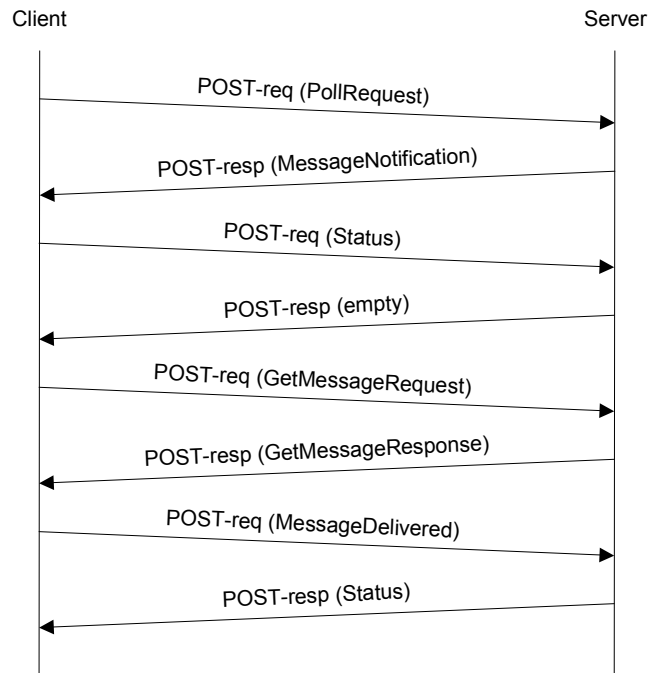 Client
Server
POST-req (PollRequest)
POST-resp (MessageNotification)
POST-req (Status)
POST-resp (empty)
POST-req (GetMessageRequest)
POST-resp (GetMessageResponse)
POST-req (MessageDelivered)
POST-resp (Status)